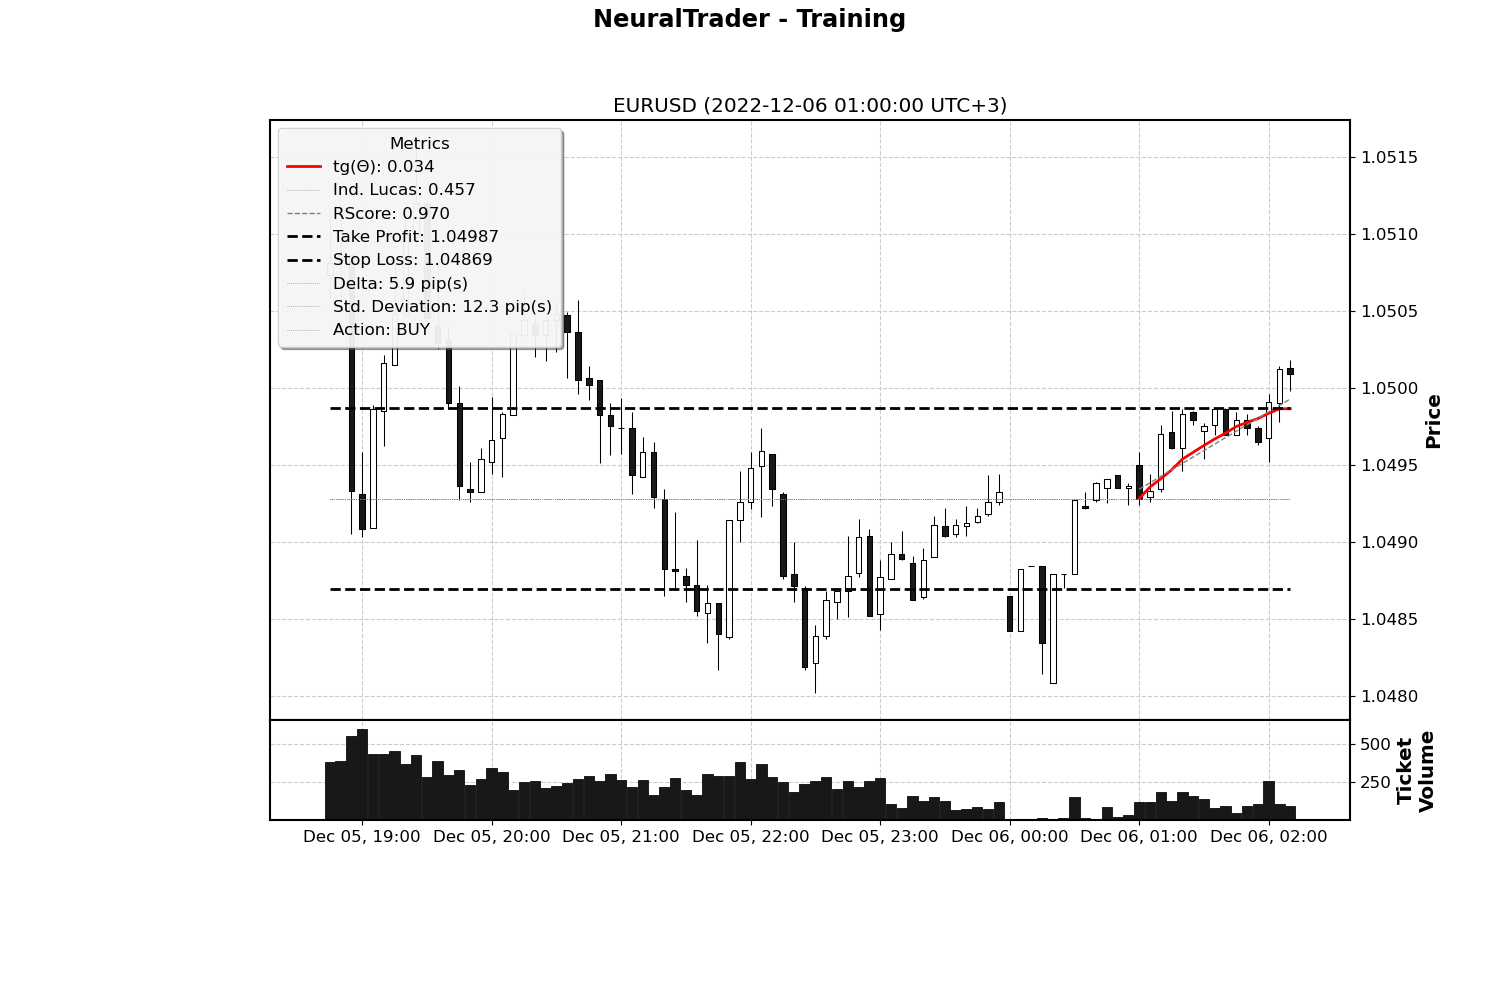 NeuralTrader - Training
EURUSD (2022-12-06 01:00:00 UTC+3)
Metrics
tg(Θ): 0.034
Ind. Lucas: 0.457
RScore: 0.970
Take Profit: 1.04987
Stop Loss: 1.04869
Delta: 5.9 pip(s)
Std. Deviation: 12.3 pip(s)
Action: BUY
1.0515
1.0510
1.0505
1.0500
1.0495
1.0490
1.0485
1.0480
Price
500
250
Ticket
Volume
Dec 05, 19:00
Dec 05, 20:00
Dec 05, 21:00
Dec 05, 22:00
Dec 05, 23:00
Dec 06, 00:00
Dec 06, 01:00
Dec 06, 02:00